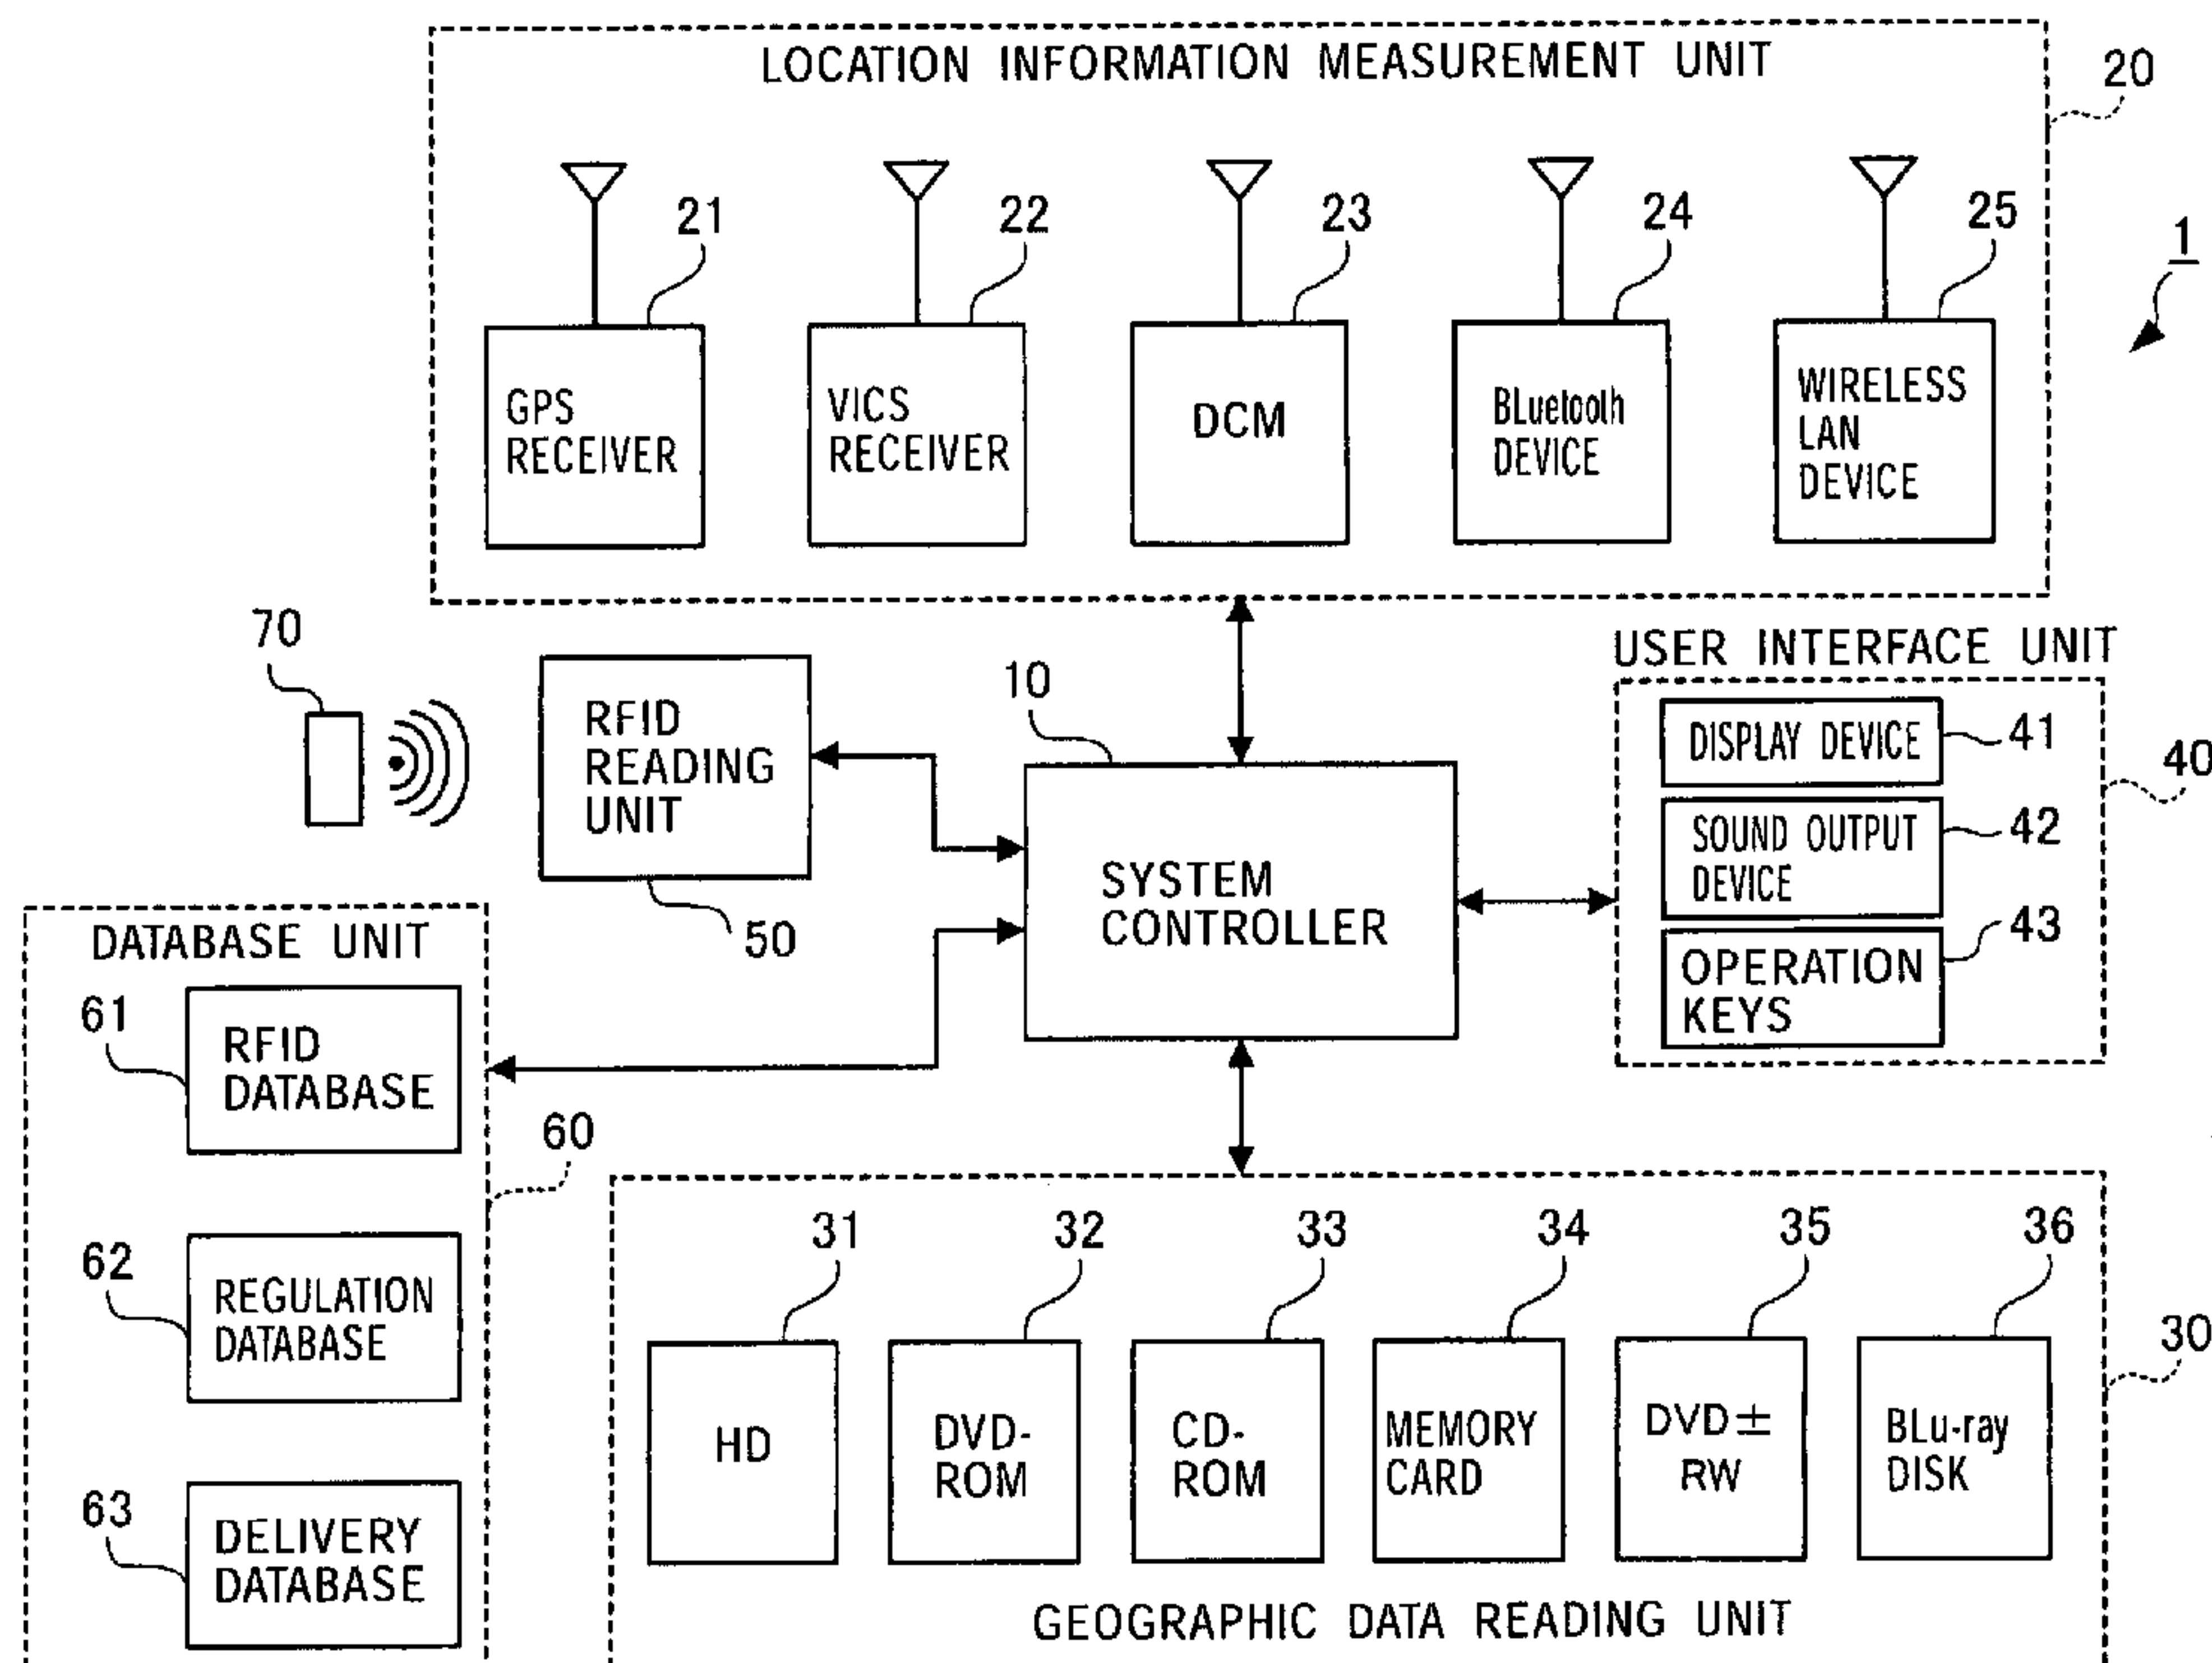 LOCATION INFORMATION MEASUREMENT UNIT
20
21
22
23
24
25
1
GPS
RECEIVER
VICS
RECEIVER
DCM
BLuetooth
DEVICE
WIRELESS
LAN
DEVICE
70
RFID
READING
UNIT
50
10
SYSTEM
CONTROLLER
USER INTERFACE UNIT
DISPLAY DEVICE
41
40
SOUND OUTPUT
DEVICE
42
OPERATION
KEYS
43
DATABASE UNIT
61
RFID
DATABASE
60
62
REGULATION
DATABASE
63
DELIVERY
DATABASE
31
32
33
34
35
36
30
HD
DVD-
ROM
CD-
ROM
MEMORY
CARD
DVD±
RW
BLu-ray
DISK
GEOGRAPHIC DATA READING UNIT